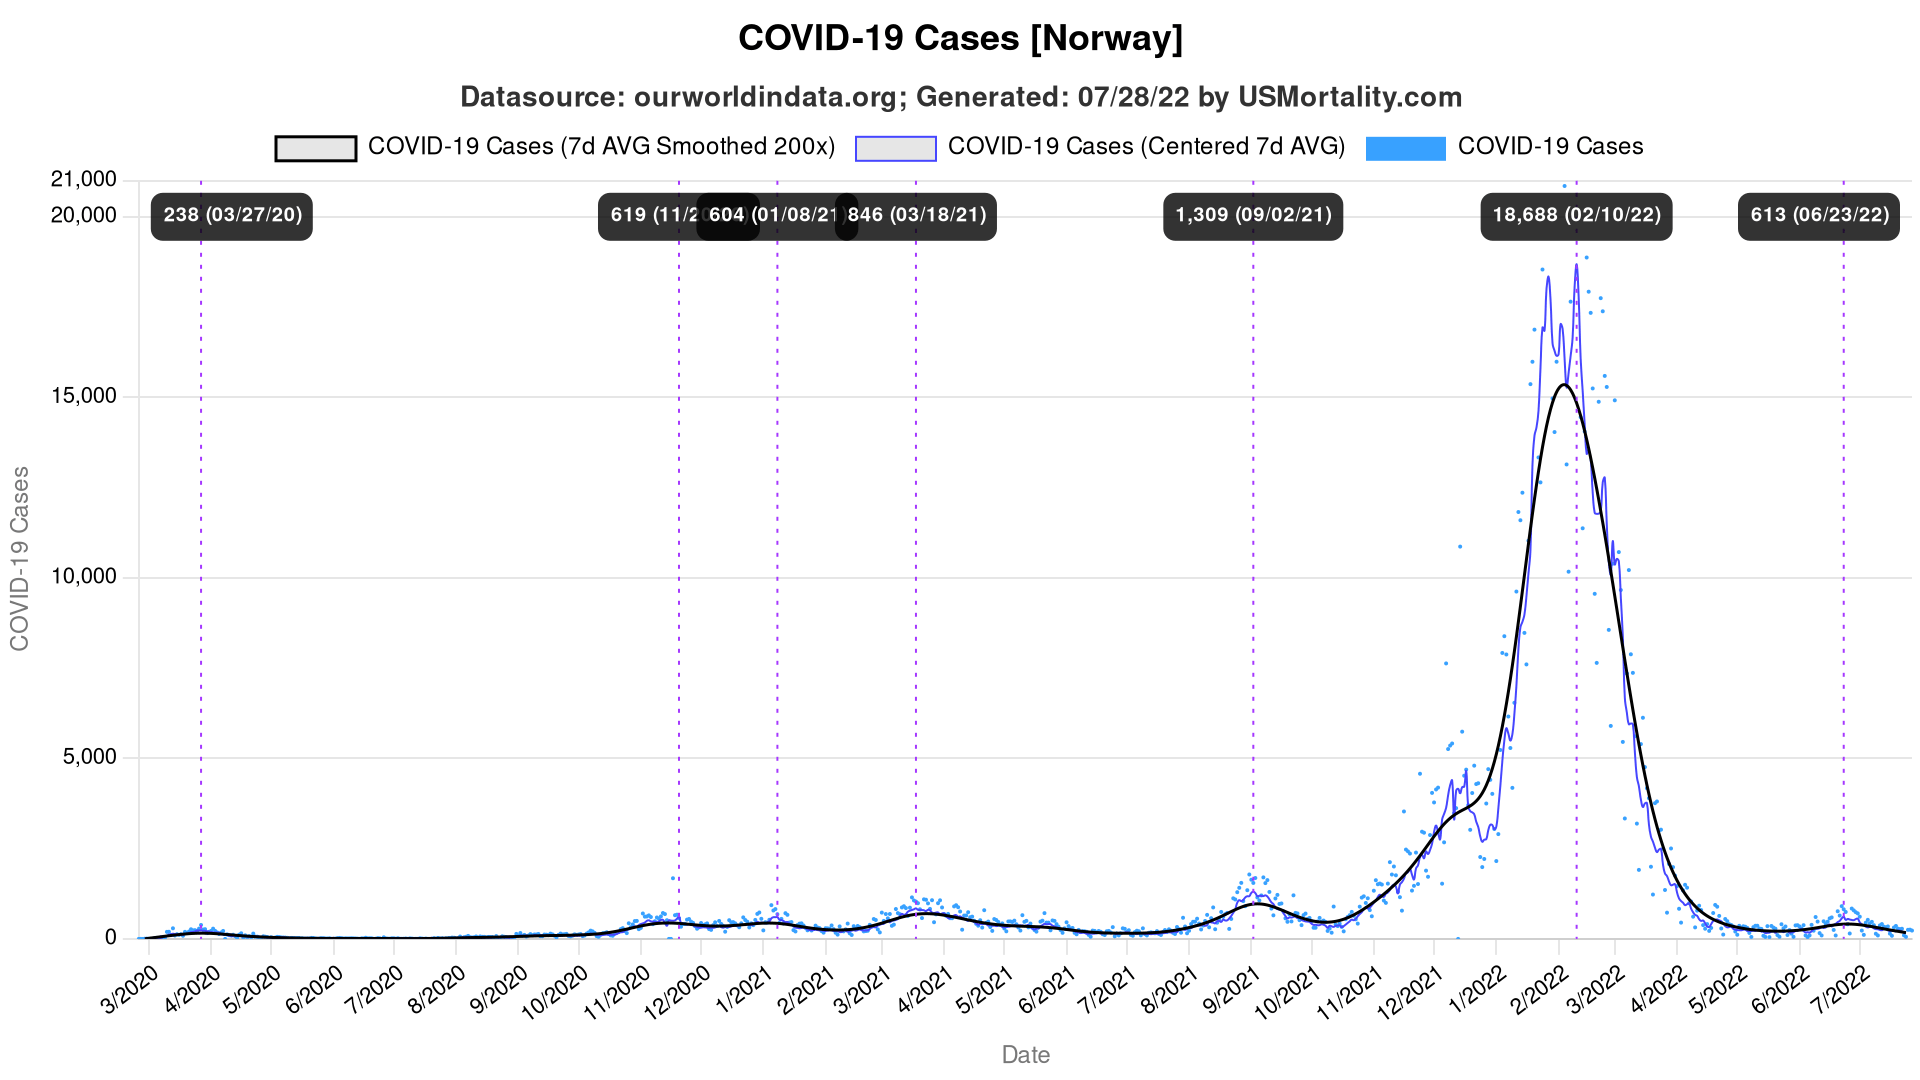 COVID-19 Cases [Norway]
Datasource: ourworldindata.org; Generated: 07/28/22 by USMortality.com
COVID-19 Cases (7d AVG Smoothed 200x) COVID-19 Cases (Centered 7d AVG) COVID-19 Cases
21,000
20,000
15,000
10,000
5,000
0
238 (03/27/20) 619 (11/2 604 (01/08/21) 846 (03/18/21) 1,309 (09/02/21) 18,688 (02/10/22) 613 (06/23/22)
COVID-19 Cases
3/2020 4/2020 5/2020 6/2020 7/2020 8/2020 9/2020 10/2020 11/2020 12/2020 1/2021 2/2021 3/2021 4/2021 5/2021 6/2021 7/2021 8/2021 9/2021 10/2021 11/2021 12/2021 1/2022 2/2022 3/2022 4/2022 5/2022 6/2022 7/2022
Date